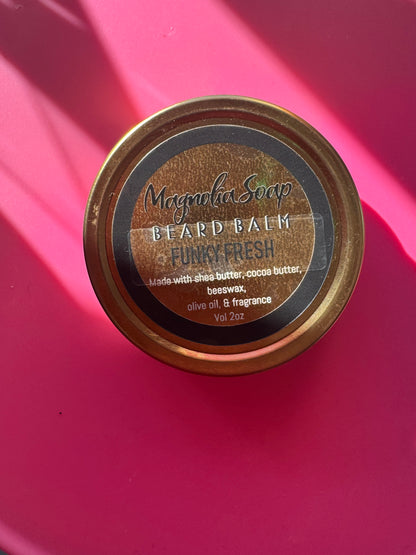 Magnolia Soap
BEARD BALM
FUNKY FRESH
Made with shea butter, cocoa butter,
beeswax,
olive oil, & fragrance
Vol 2oz